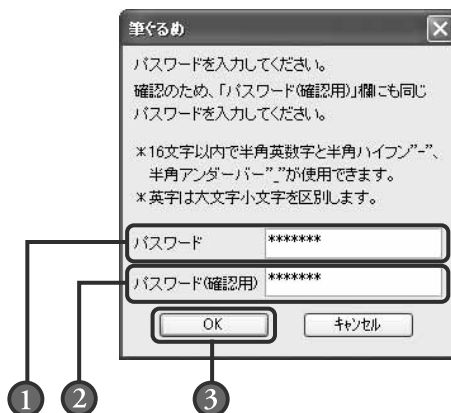 筆ぐるめ
パスワードを入力してください。
確認のため、「パスワード(確認用)」欄にも同じ
パスワードを入力してください。
*16文字以内で半角英数字と半角ハイフン"-"、
半角アンダーバー"_"が使用できます。
*英字は大文字小文字を区別します。
パスワード *******
パスワード(確認用) *******
OK キャンセル
1 2 3